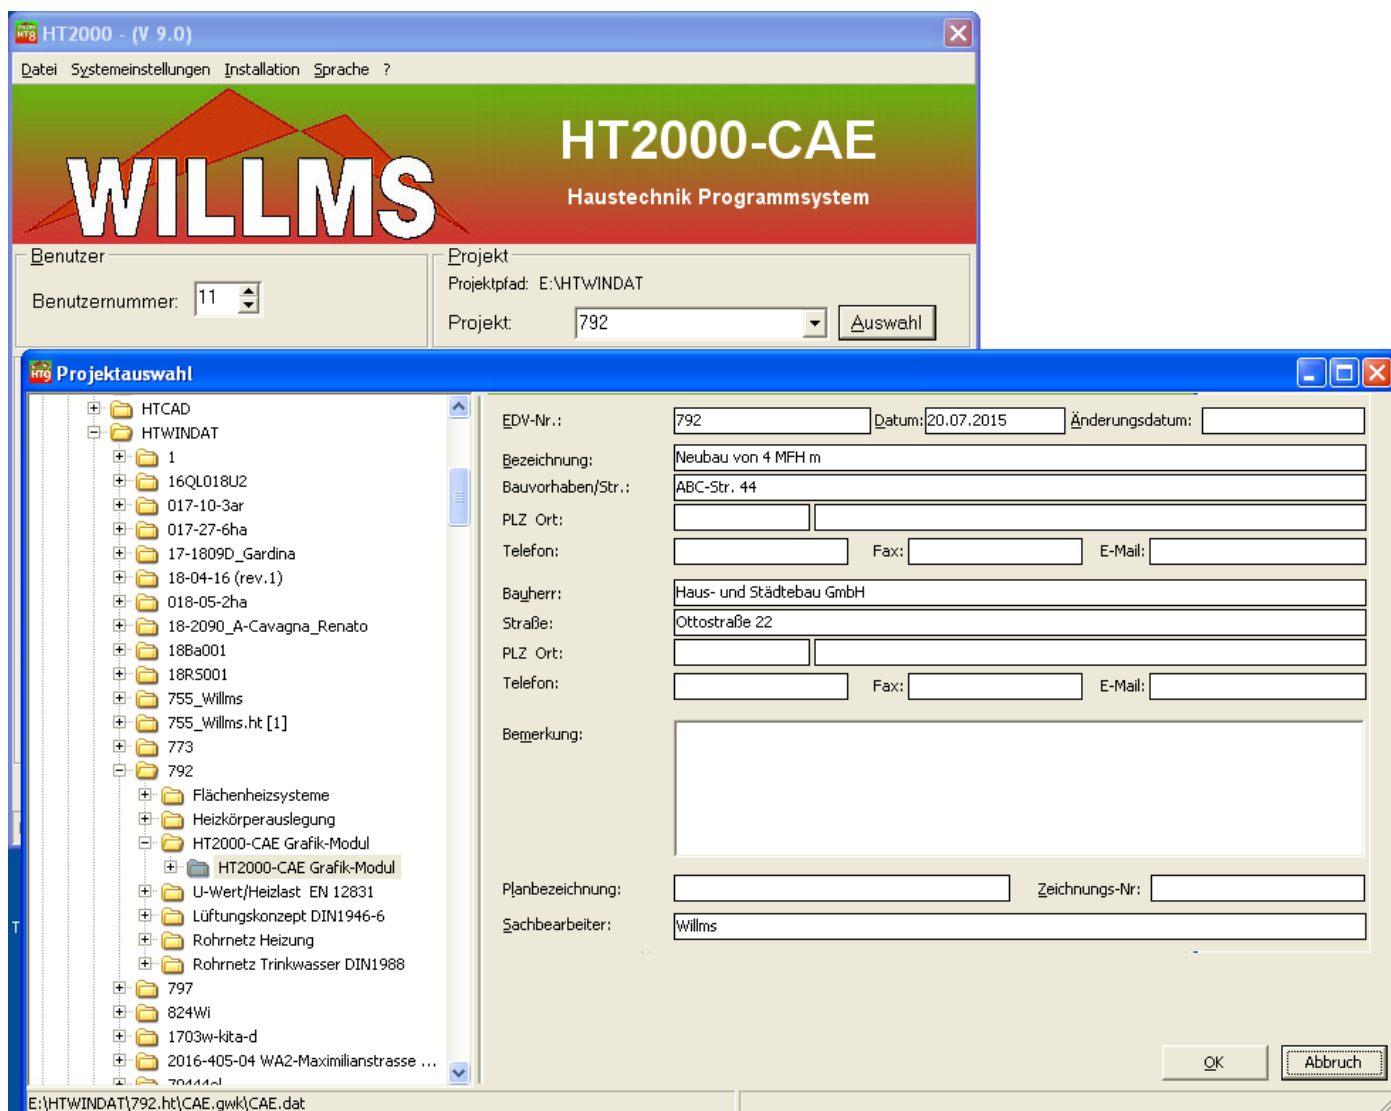 HT2000 - (V 9.0)
Datei Systemeinstellungen Installation Sprache ?
WILLMS
HT2000-CAE
Haustechnik Programmsystem
Benutzer
Benutzernummer: 11
Projekt
Projektpfad: E:\HTWINDAT
Projekt: 792 Auswahl
Projektauswahl
HTCAD
HTWINDAT
1
16QL018U2
017-10-3ar
017-27-6ha
17-1809D_Gardina
18-04-16 (rev.1)
018-05-2ha
18-2090_A-Cavagna_Renato
18Ba001
18RS001
755_Willms
755_Willms.ht [1]
773
792
Flächenheizsysteme
Heizkörperauslegung
HT2000-CAE Grafik-Modul
HT2000-CAE Grafik-Modul
U-Wert/Heizlast EN 12831
Lüftungskonzept DIN1946-6
Rohrnetz Heizung
Rohrnetz Trinkwasser DIN1988
797
824Wi
1703w-kita-d
2016-405-04 WA2-Maximilianstrasse ...
EDV-Nr.: 792 Datum: 20.07.2015 Änderungsdatum:
Bezeichnung: Neubau von 4 MFH m
Bauvorhaben/Str.: ABC-Str. 44
PLZ Ort:
Telefon: Fax: E-Mail:
Bauherr: Haus- und Städtebau GmbH
Straße: Ottostraße 22
PLZ Ort:
Telefon: Fax: E-Mail:
Bemerkung:
Planbezeichnung: Zeichnungs-Nr:
Sachbearbeiter: Willms
OK Abbruch
E:\HTWINDAT\792.ht\CAE.gwk\CAE.dat